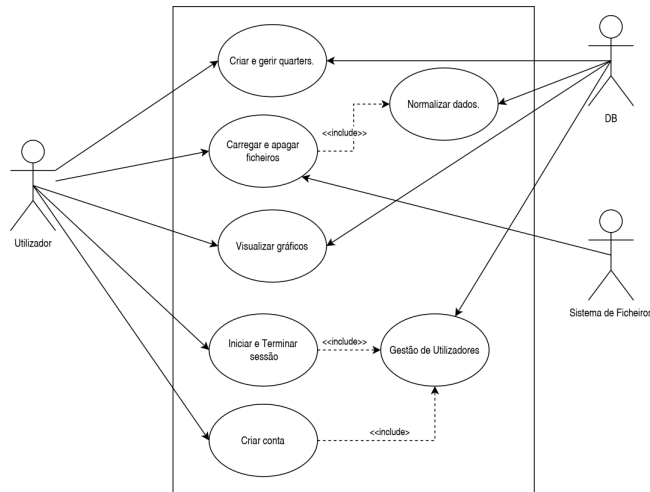 Criar e gerir quarters.
DB
Normalizar dados.
<<include>>
Carregar e apagar
ficheiros
Utilizador
Visualizar gráficos
Sistema de Ficheiros
Iniciar e Terminar
sessão
<<include>>
Gestão de Utilizadores
Criar conta
<<include>